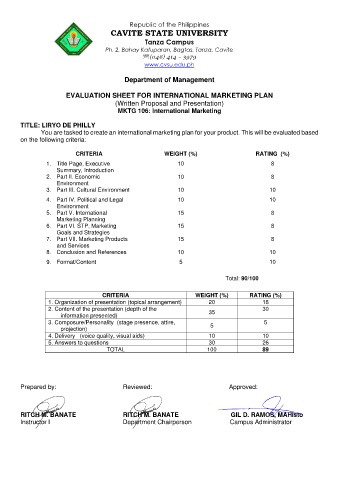 Republic of the Philippines
CAVITE STATE UNIVERSITY
Tanza Campus
Ph. 2, Bahay Katuparan, Bagtas, Tanza, Cavite
☎(046) 414 – 3979
www.cvsu.edu.ph
Department of Management
EVALUATION SHEET FOR INTERNATIONAL MARKETING PLAN
(Written Proposal and Presentation)
MKTG 106: International Marketing
TITLE: LIRYO DE PHILLY
You are tasked to create an international marketing plan for your product. This will be evaluated based
on the following criteria:
CRITERIA WEIGHT (%) RATING (%)
1. Title Page, Executive 10 8
Summary, Introduction
2. Part II. Economic 10 8
Environment
3. Part III. Cultural Environment 10 10
4. Part IV. Political and Legal 10 10
Environment
5. Part V. International 15 8
Marketing Planning
6. Part VI. STP, Marketing 15 8
Goals and Strategies
7. Part VII. Marketing Products 15 8
and Services
8. Conclusion and References 10 10
9. Format/Content 5 10
Total: 90/100
CRITERIA WEIGHT (%) RATING (%)
1. Organization of presentation (topical arrangement) 20 18
2. Content of the presentation (depth of the 35 30
information presented)
3. Composure/Personality (stage presence, attire, 5 5
projection)
4. Delivery (voice quality, visual aids) 10 10
5. Answers to questions 30 26
TOTAL 100 89
Prepared by: Reviewed: Approved:
RITCH M. BANATE RITCH M. BANATE GIL D. RAMOS, MAHisto
Instructor I Department Chairperson Campus Administrator